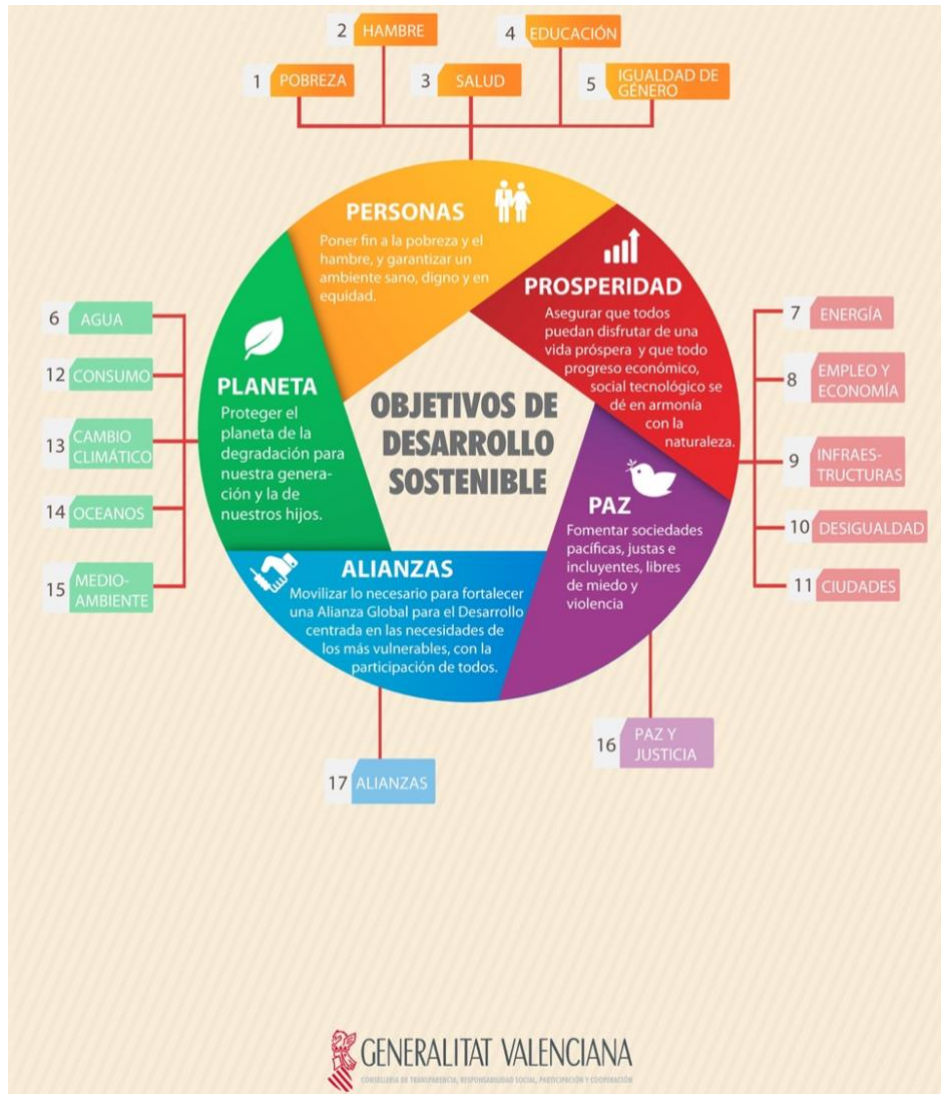 2 HAMBRE
4 EDUCACIÓN
1 POBREZA
3 SALUD
5 IGUALDAD DE
GÉNERO
PERSONAS
Poner fin a la pobreza y el
hambre, y garantizar un
ambiente sano, digno y en
equidad.
PROSPERIDAD
Asegurar que todos
puedan disfrutar de una
vida próspera y que todo
progreso económico,
social tecnológico se
dé en armonía
con la
naturaleza.
6 AGUA
12 CONSUMO
13 CAMBIO
CLIMÁTICO
14 OCEANOS
15 MEDIO-
AMBIENTE
PLANETA
Proteger el
planeta de la
degradación para
nuestra genera-
ción y la de
nuestros hijos.
OBJETIVOS DE
DESARROLLO
SOSTENIBLE
7 ENERGÍA
8 EMPLEO Y
ECONOMÍA
9 INFRAES-
TRUCTURAS
10 DESIGUALDAD
11 CIUDADES
PAZ
Fomentar sociedades
pacíficas, justas e
incluyentes, libres
de miedo y
violencia
ALIANZAS
Movilizar lo necesario para fortalecer
una Alianza Global para el Desarrollo
centrada en las necesidades de
los más vulnerables, con la
participación de todos.
16 PAZ Y
JUSTICIA
17 ALIANZAS
GENERALITAT VALENCIANA
CONSELLERIA DE TRANSPARENCIA, RESPONSABILIDAD SOCIAL, PARTICIPACIÓN Y COOPERACIÓN